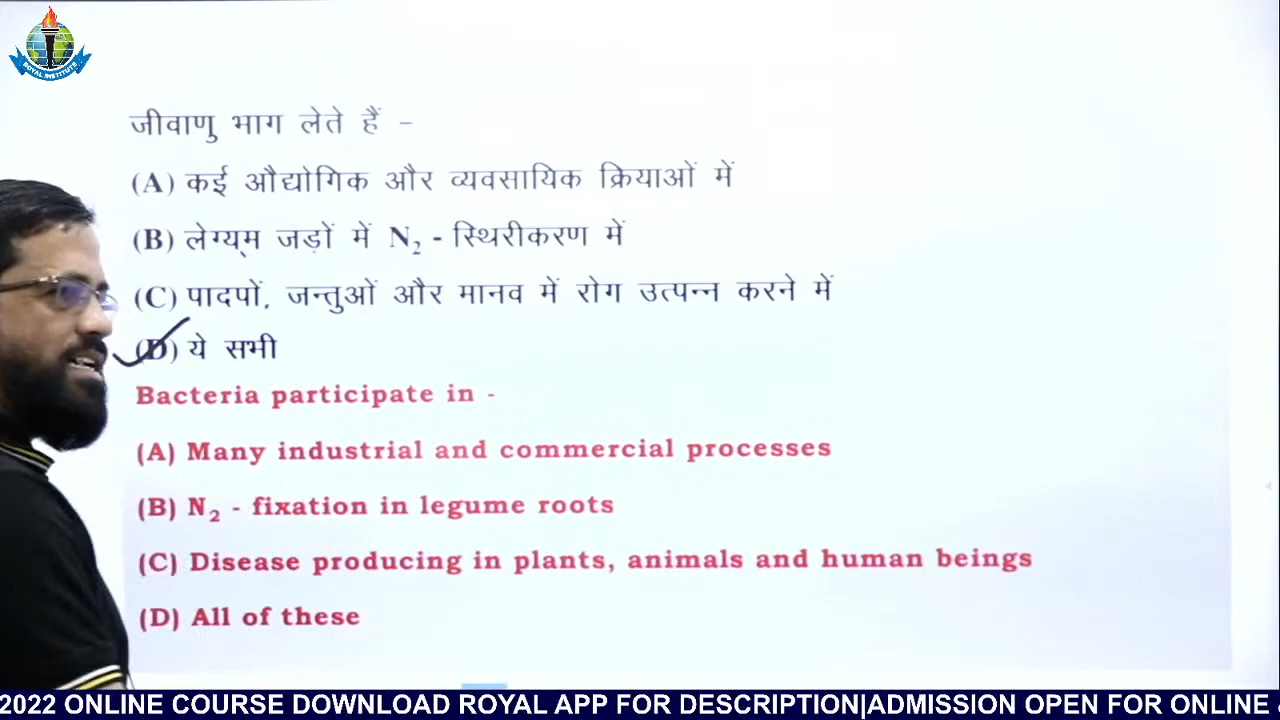 ROYAL INSTITUTE
जीवाणु भाग लेते हैं -
(A) कई औद्योगिक और व्यवसायिक क्रियाओं में
(B) लेग्यूम जड़ों में N₂ - स्थिरीकरण में
(C) पादपों, जन्तुओं और मानव में रोग उत्पन्न करने में
(D) ये सभी
Bacteria participate in -
(A) Many industrial and commercial processes
(B) N₂ - fixation in legume roots
(C) Disease producing in plants, animals and human beings
(D) All of these
2022 ONLINE COURSE DOWNLOAD ROYAL APP FOR DESCRIPTION|ADMISSION OPEN FOR ONLINE